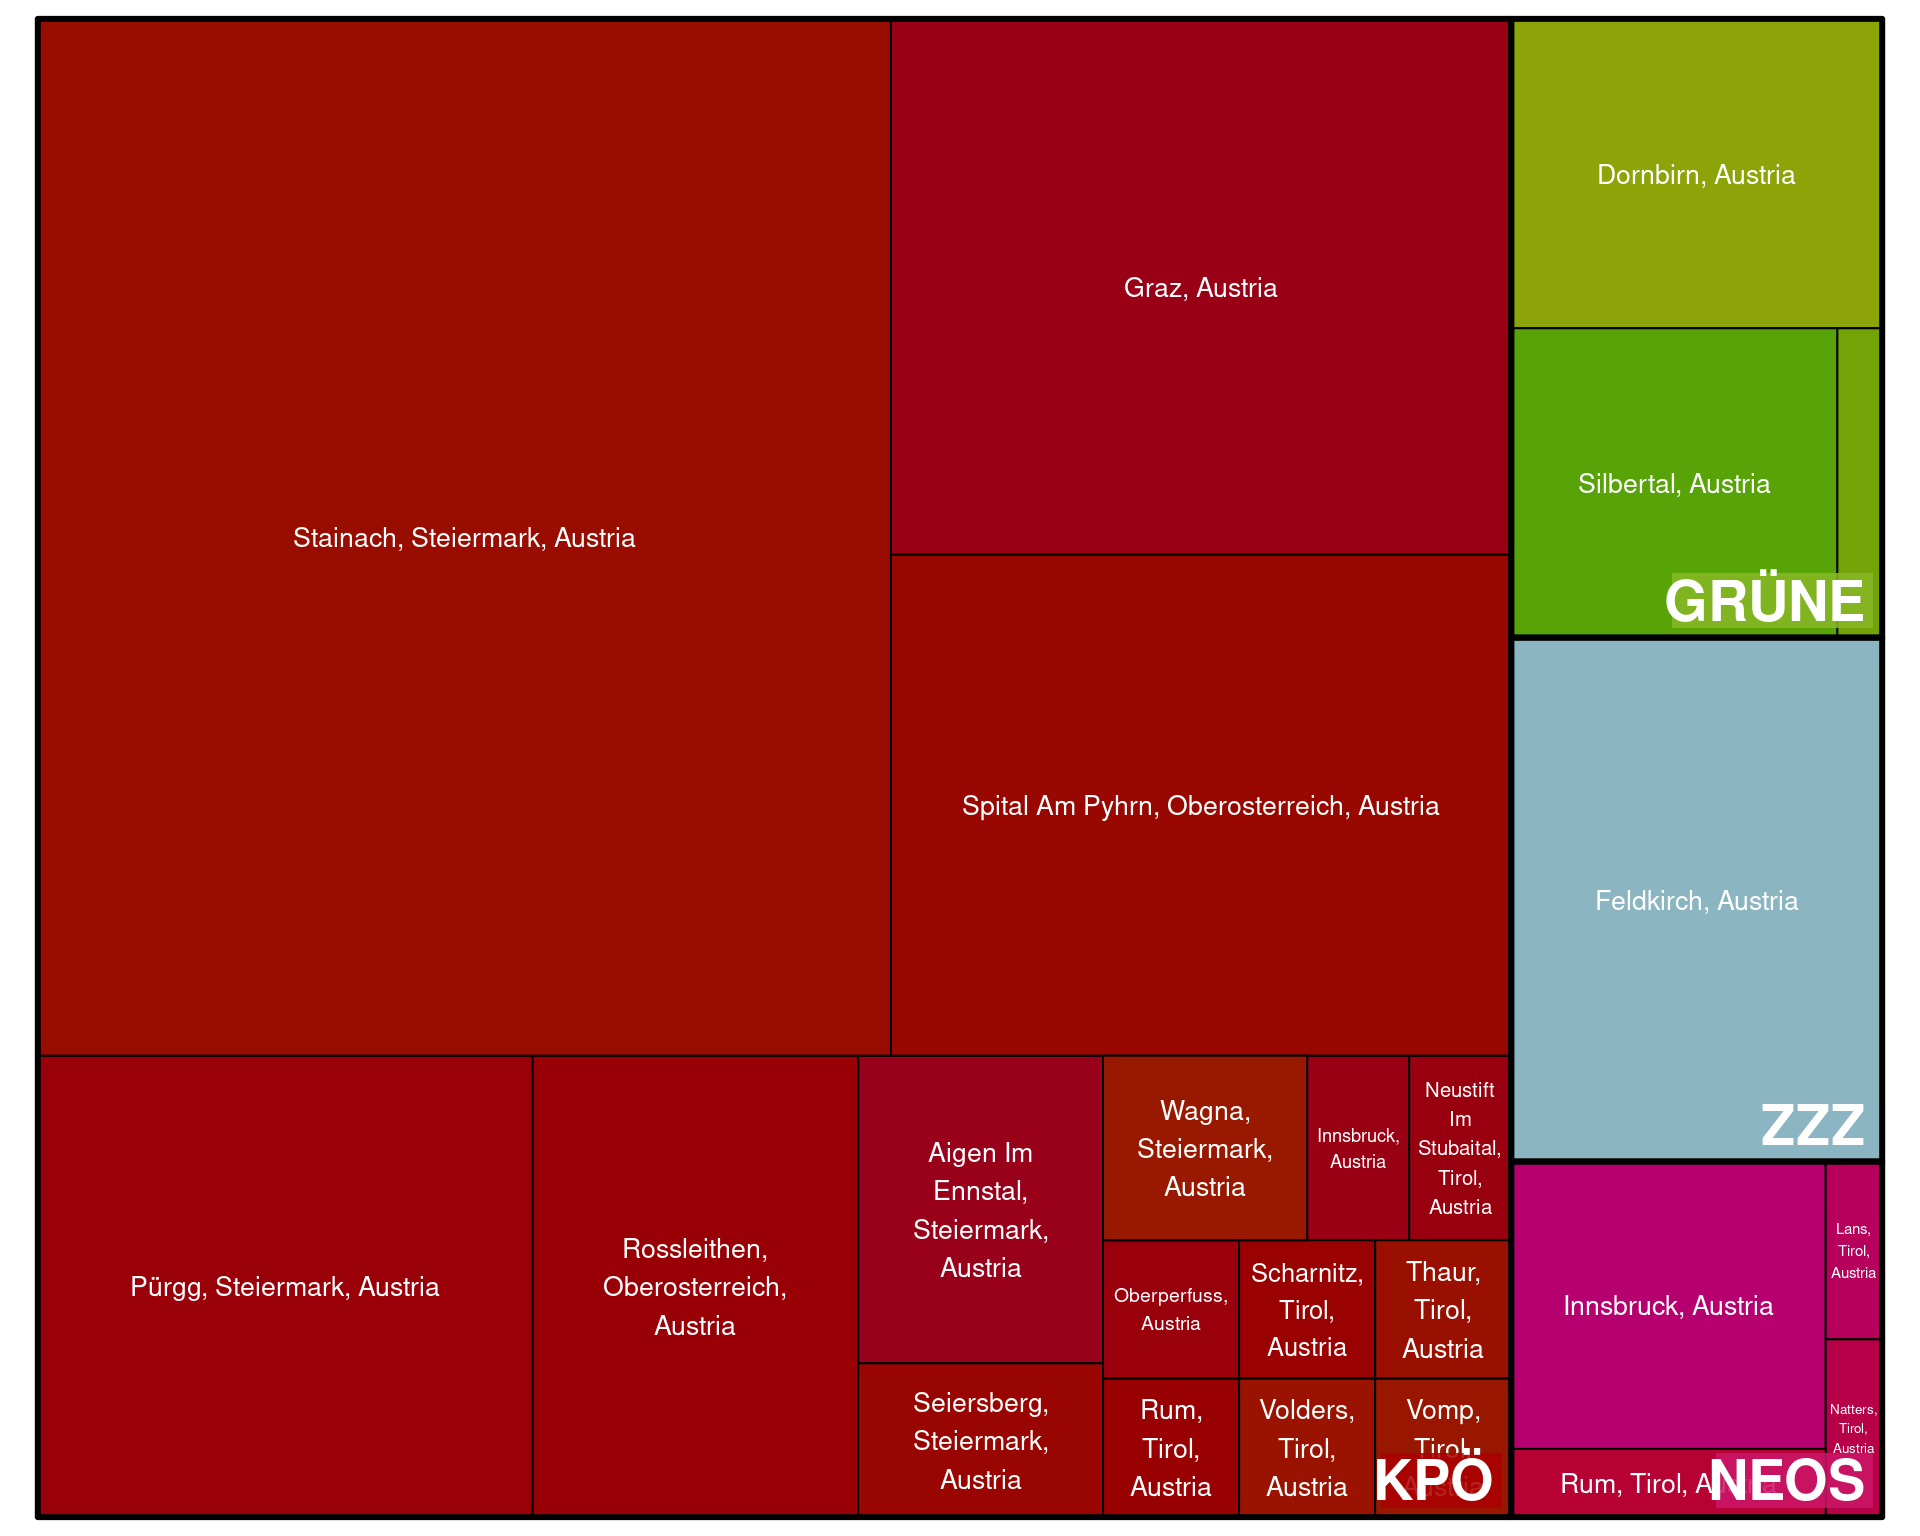 Stainach, Steiermark, Austria
Graz, Austria
Spital Am Pyhrn, Oberosterreich, Austria
Pürgg, Steiermark, Austria
Rossleithen,
Oberosterreich,
Austria
Aigen Im
Ennstal,
Steiermark,
Austria
Seiersberg,
Steiermark,
Austria
Wagna,
Steiermark,
Austria
Innsbruck,
Austria
Neustift
Im
Stubaital,
Tirol,
Austria
Oberperfuss,
Austria
Scharnitz,
Tirol,
Austria
Thaur,
Tirol,
Austria
Rum,
Tirol,
Austria
Volders,
Tirol,
Austria
Vomp,
Tirol,
Austria
KPÖ
Dornbirn, Austria
Silbertal, Austria
GRÜNE
Feldkirch, Austria
ZZZ
Innsbruck, Austria
Lans,
Tirol,
Austria
Natters,
Tirol,
Austria
Rum, Tirol, Austria
NEOS